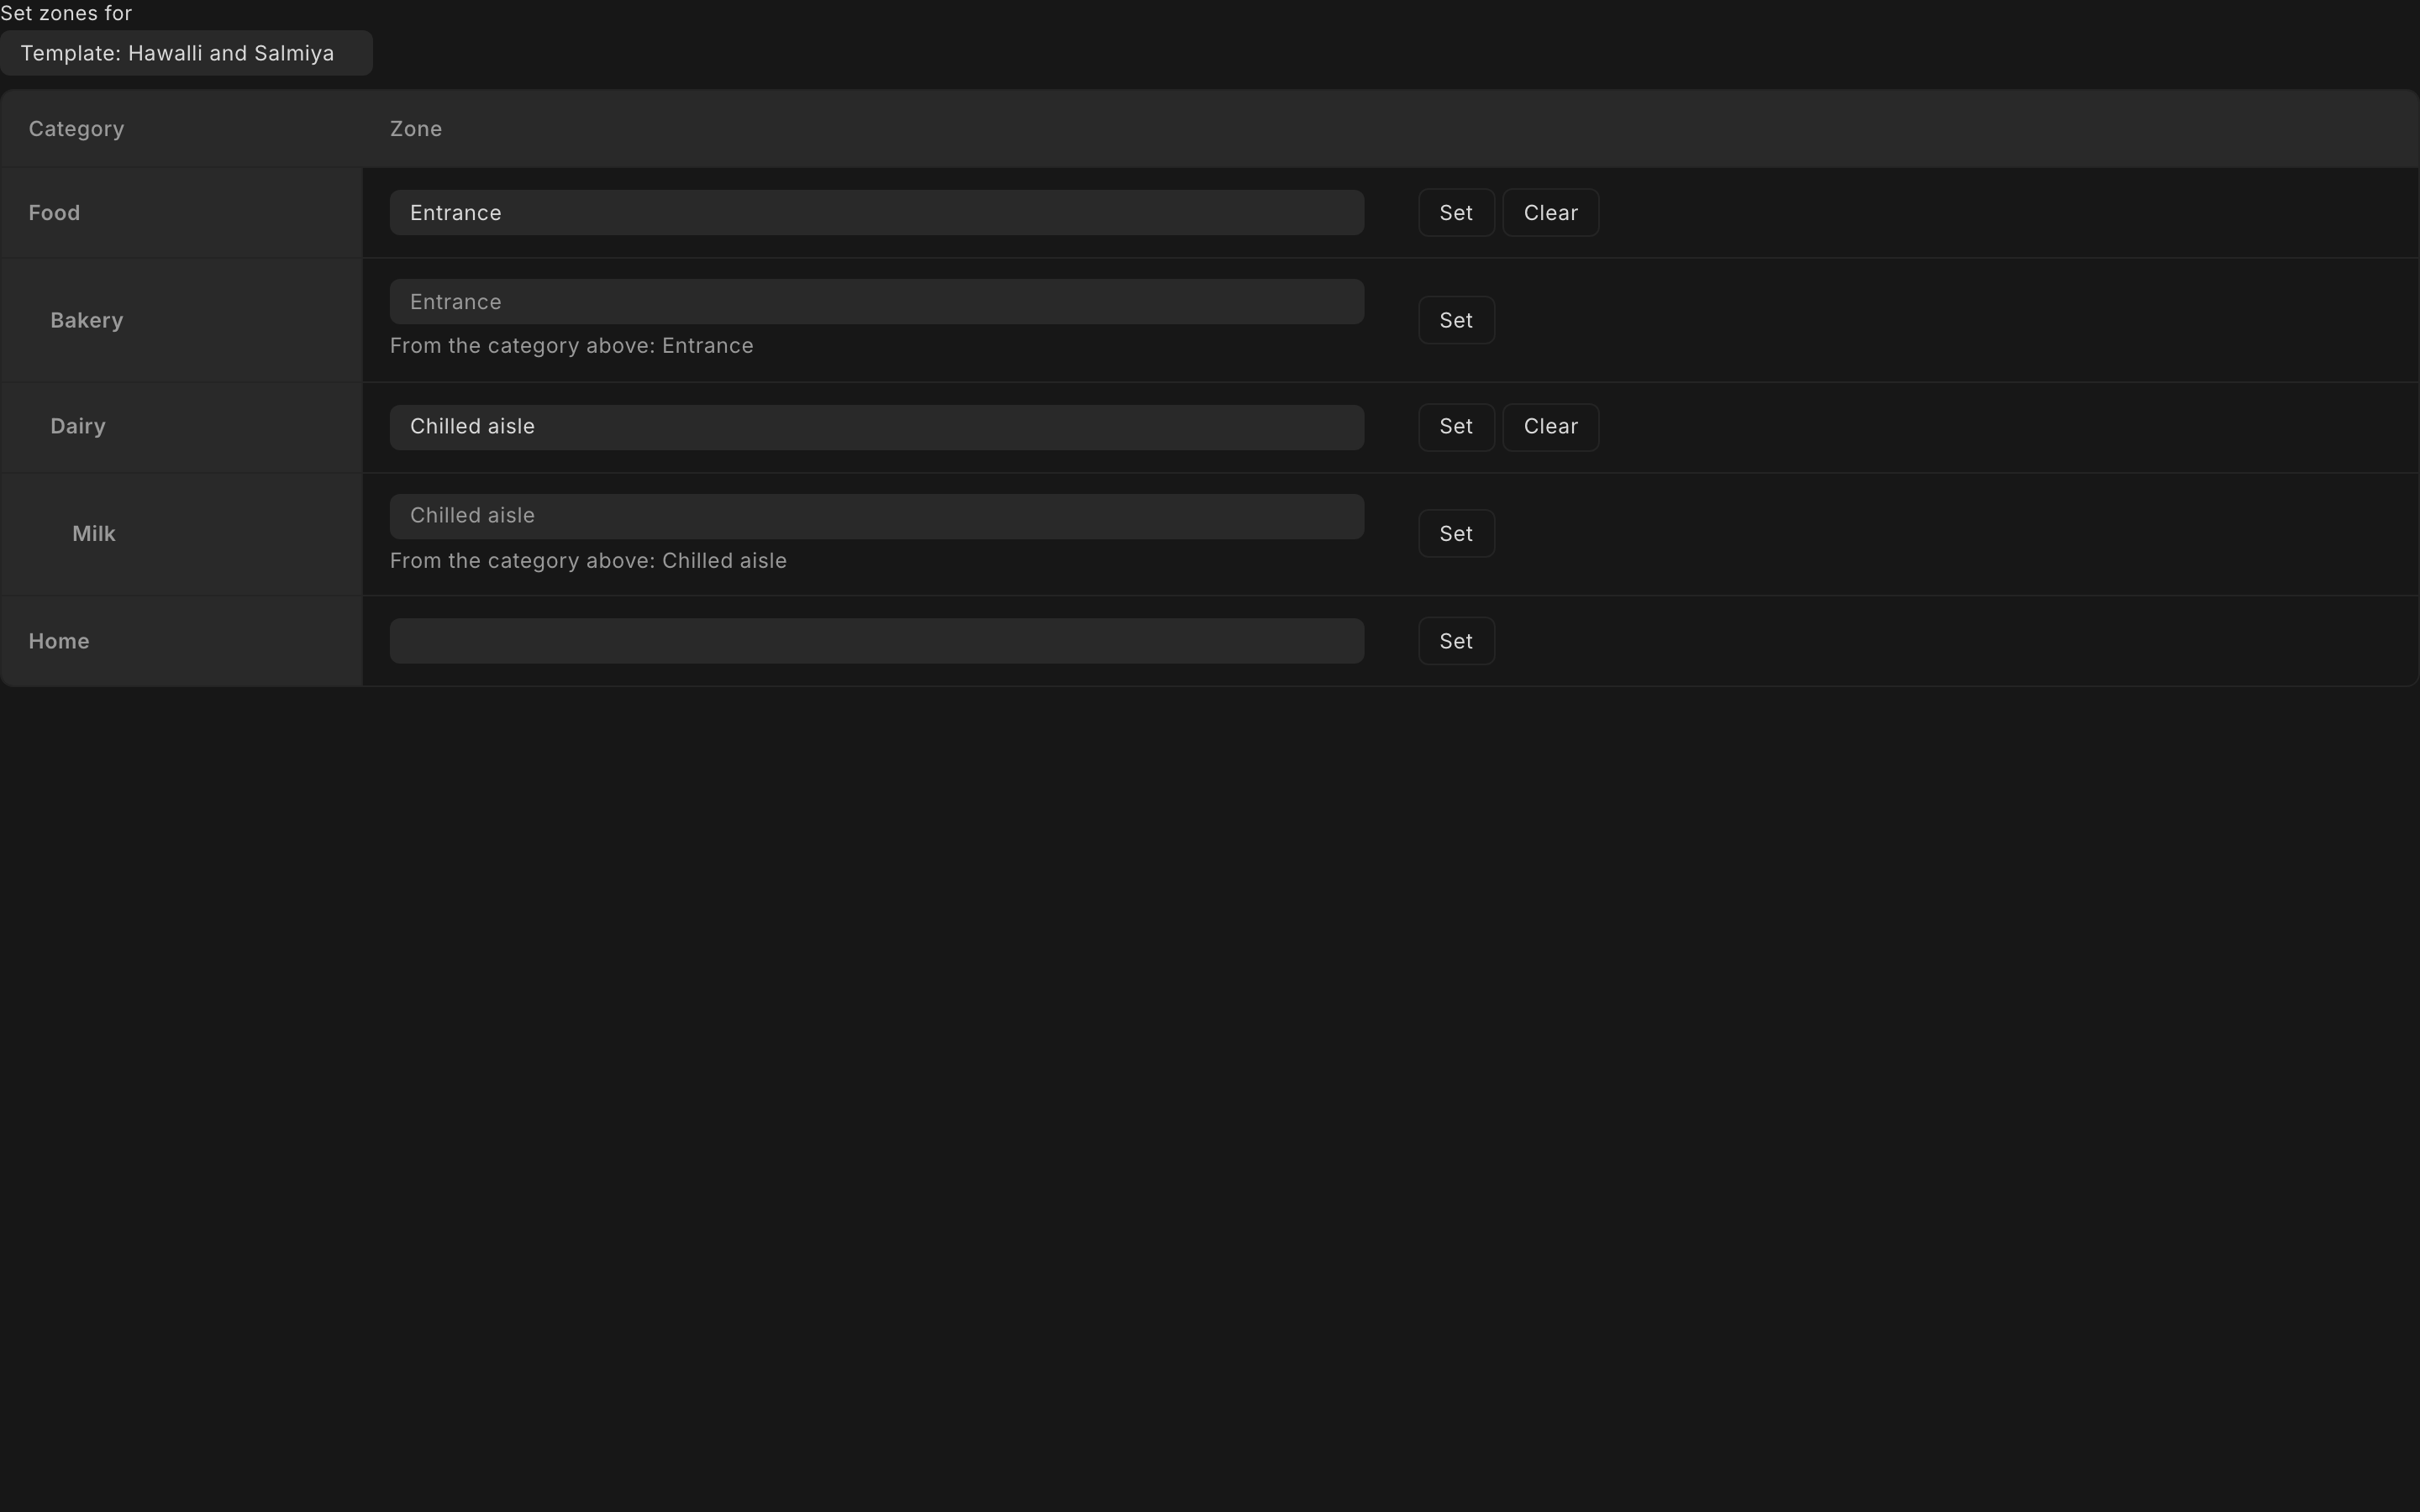 Set zones for
Template: Hawalli and Salmiya
Category Zone
Food Entrance Set Clear
Bakery Entrance Set
From the category above: Entrance
Dairy Chilled aisle Set Clear
Milk Chilled aisle Set
From the category above: Chilled aisle
Home Set